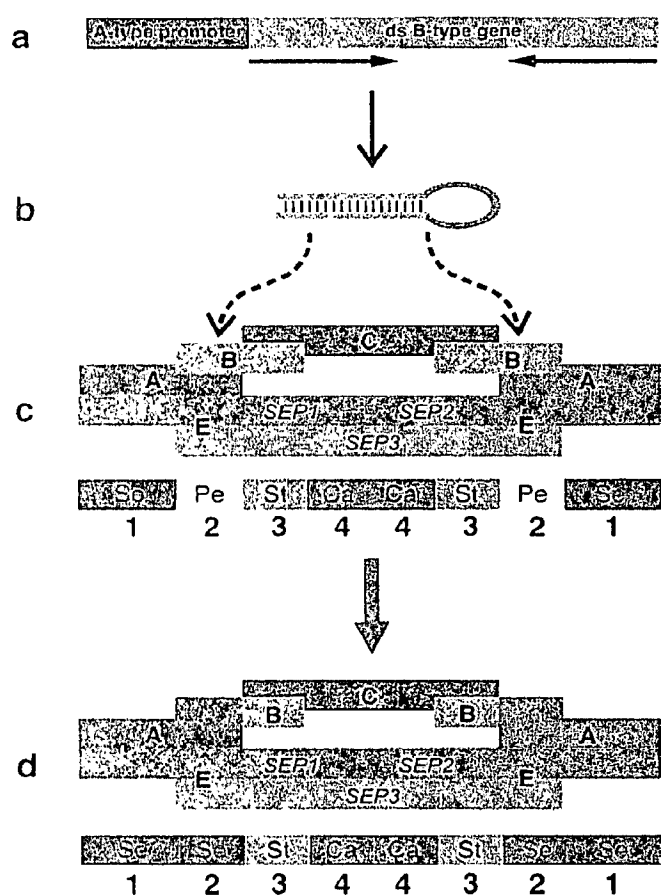 a
A-type promoter ds B-type gene
b
C
B B
A A
c
SEP1 SEP2
E E
SEP3
Se Pe St Ca Ca St Pe Se
1 2 3 4 4 3 2 1
C
B B
A A
d
SEP1 SEP2
E E
SEP3
Se Se St Ca Ca St Se Se
1 2 3 4 4 3 2 1